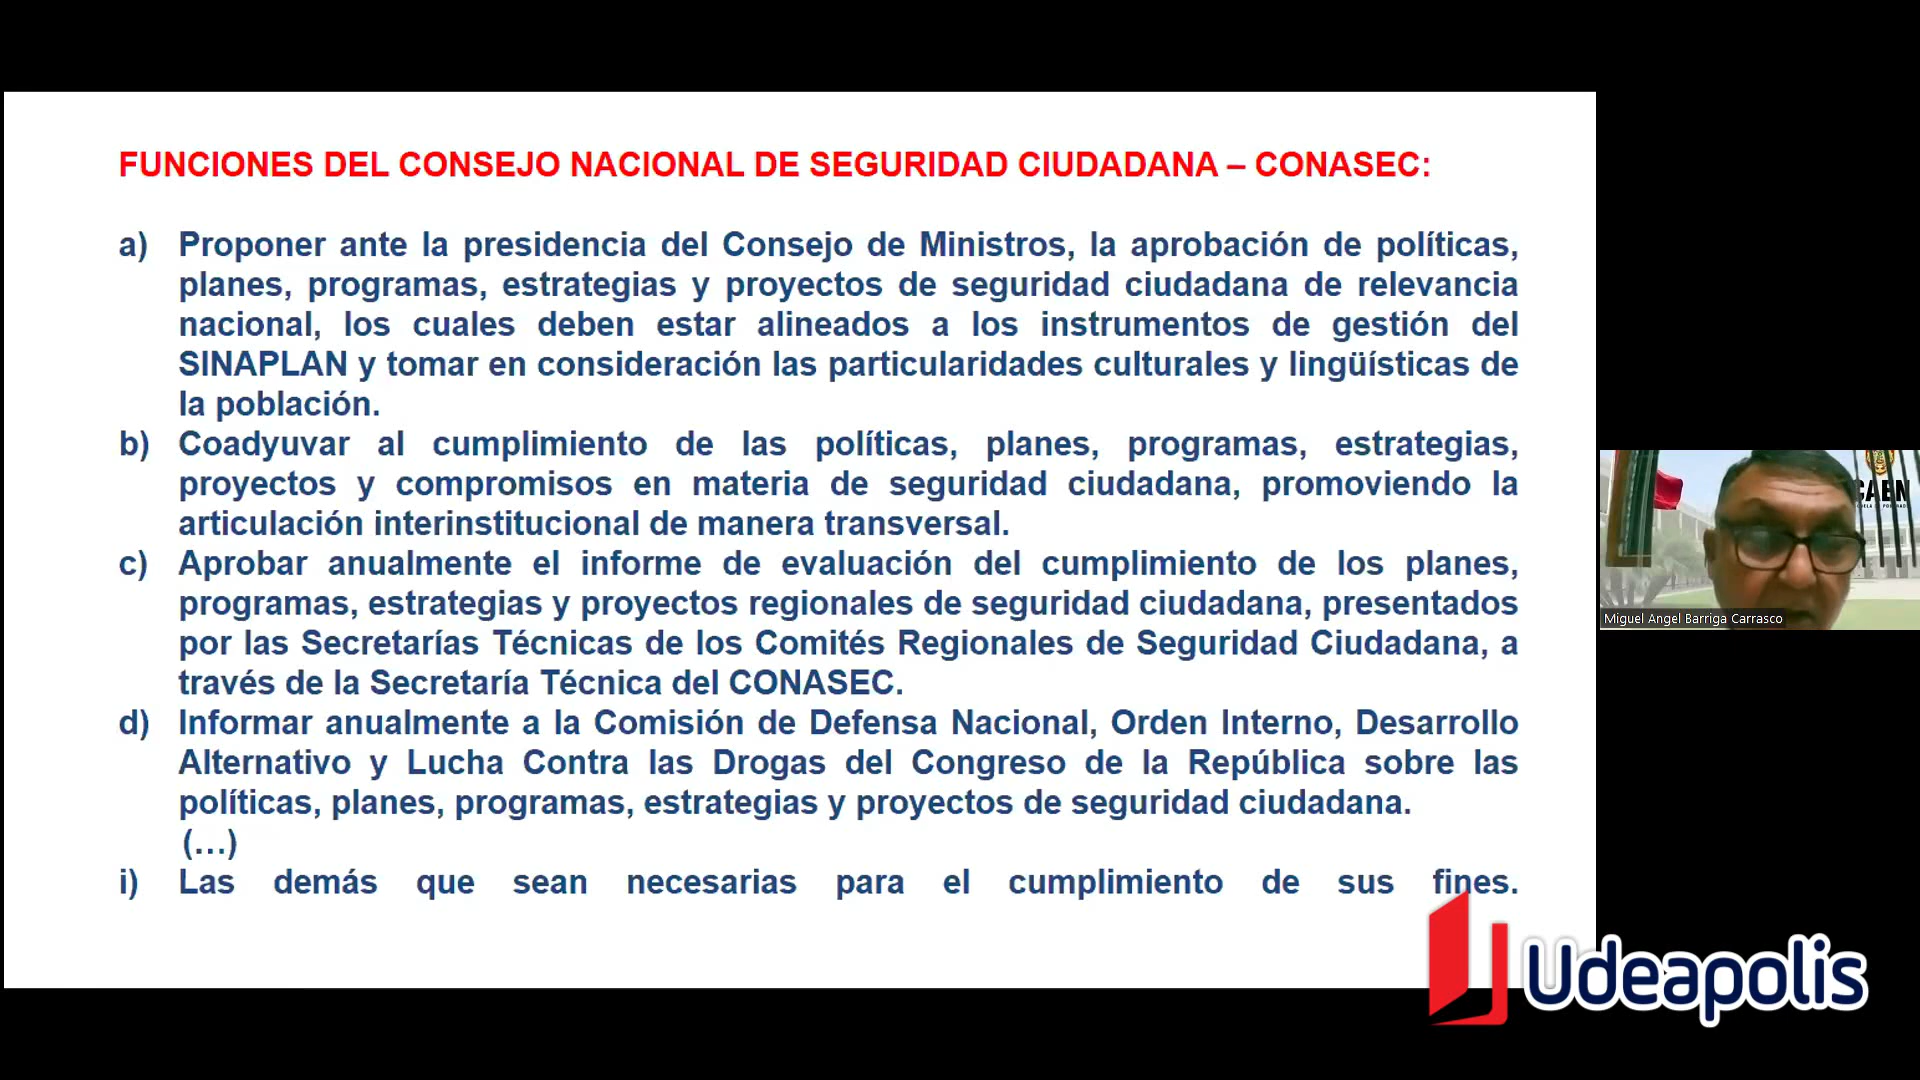 FUNCIONES DEL CONSEJO NACIONAL DE SEGURIDAD CIUDADANA – CONASEC:
a) Proponer ante la presidencia del Consejo de Ministros, la aprobación de políticas,
planes, programas, estrategias y proyectos de seguridad ciudadana de relevancia
nacional, los cuales deben estar alineados a los instrumentos de gestión del
SINAPLAN y tomar en consideración las particularidades culturales y lingüísticas de
la población.
b) Coadyuvar al cumplimiento de las políticas, planes, programas, estrategias,
proyectos y compromisos en materia de seguridad ciudadana, promoviendo la
articulación interinstitucional de manera transversal.
c) Aprobar anualmente el informe de evaluación del cumplimiento de los planes,
programas, estrategias y proyectos regionales de seguridad ciudadana, presentados
por las Secretarías Técnicas de los Comités Regionales de Seguridad Ciudadana, a
través de la Secretaría Técnica del CONASEC.
d) Informar anualmente a la Comisión de Defensa Nacional, Orden Interno, Desarrollo
Alternativo y Lucha Contra las Drogas del Congreso de la República sobre las
políticas, planes, programas, estrategias y proyectos de seguridad ciudadana.
(…)
i) Las demás que sean necesarias para el cumplimiento de sus fines.
CAEN
Miguel Angel Barriga Carrasco
Udeapolis